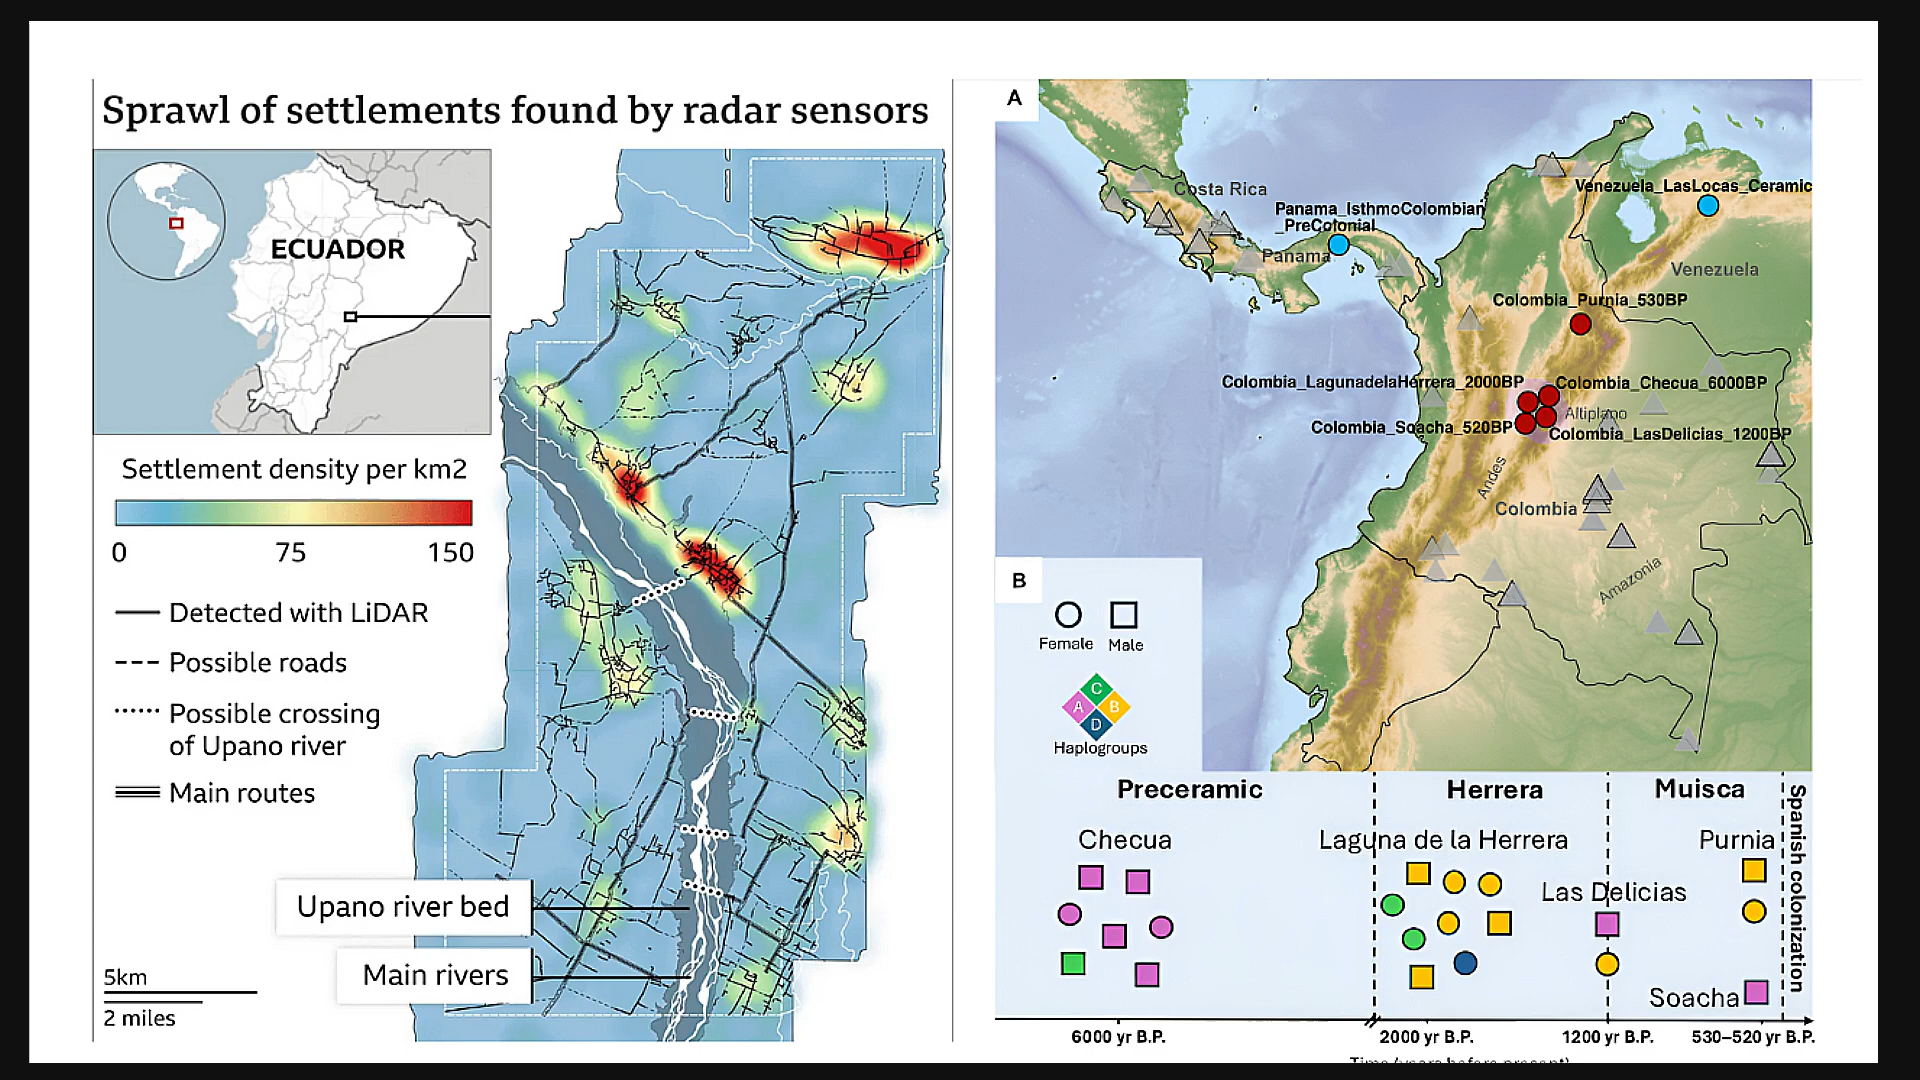 Sprawl of settlements found by radar sensors
ECUADOR
Settlement density per km2
0 75 150
Detected with LiDAR
Possible roads
Possible crossing
of Upano river
Main routes
Upano river bed
Main rivers
5km
2 miles
A
Costa Rica
Panama_IsthmoColombian
_PreColonial
Panama
Venezuela_LasLocas_Ceramic
Venezuela
Colombia_Purnia_530BP
Colombia_LagunadelaHerrera_2000BP
Colombia_Checua_6000BP
Altiplano
Colombia_Soacha_520BP
Colombia_LasDelicias_1200BP
Andes
Colombia
Amazonia
B
Female Male
C
A B
D
Haplogroups
Preceramic Herrera Muisca
Spanish colonization
Checua Laguna de la Herrera Purnia
Las Delicias
Soacha
6000 yr B.P. 2000 yr B.P. 1200 yr B.P. 530–520 yr B.P.
Time (years before present)